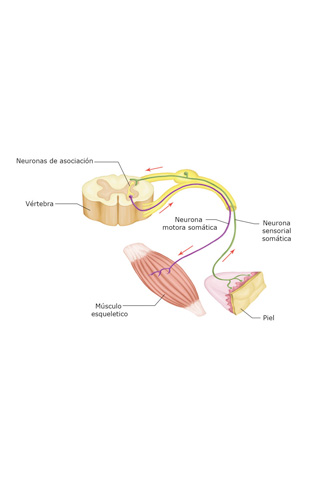 Neuronas de asociación
Vértebra
Neurona
motora somática
Neurona
sensorial
somática
Músculo
esqueletico
Piel